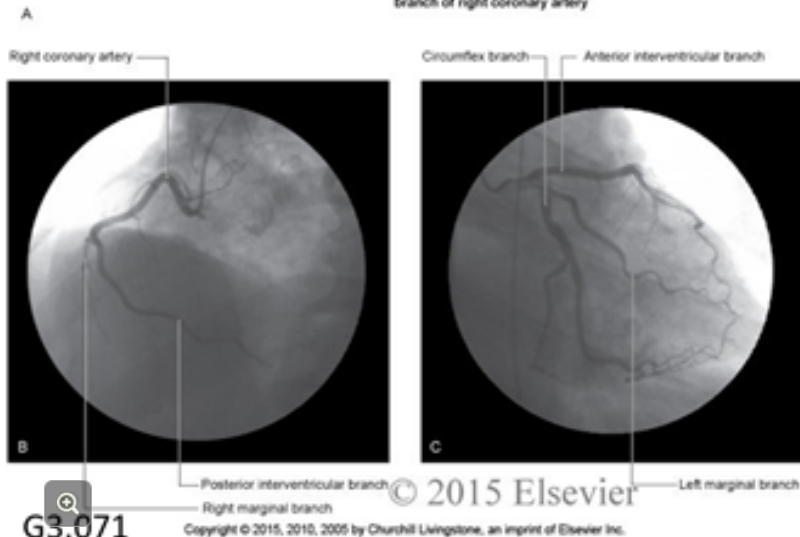 branch of right coronary artery
A
Right coronary artery
Circumflex branch
Anterior interventricular branch
B
C
Posterior interventricular branch
© 2015 Elsevier
Left marginal branch
Right marginal branch
G3.071
Copyright © 2015, 2010, 2005 by Churchill Livingstone, an imprint of Elsevier Inc.